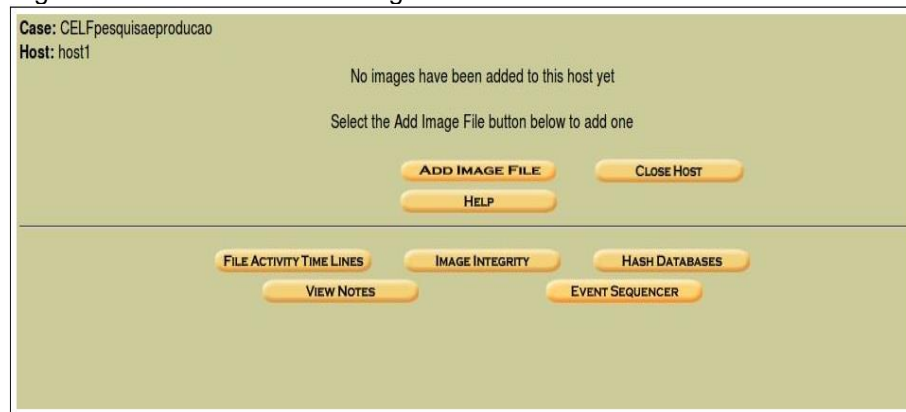 Case: CELFpesquisaeproducao
Host: host1
No images have been added to this host yet
Select the Add Image File button below to add one
ADD IMAGE FILE
CLOSE HOST
HELP
FILE ACTIVITY TIME LINES
IMAGE INTEGRITY
HASH DATABASES
VIEW NOTES
EVENT SEQUENCER